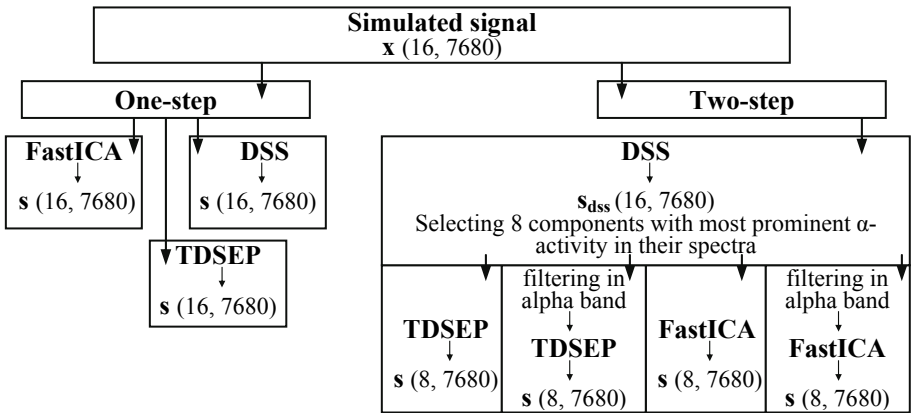 Simulated signal
x (16, 7680)
One-step
Two-step
FastICA
s (16, 7680)
DSS
s (16, 7680)
TDSEP
s (16, 7680)
DSS
s_dss (16, 7680)
Selecting 8 components with most prominent α-
activity in their spectra
TDSEP
s (8, 7680)
filtering in
alpha band
TDSEP
s (8, 7680)
FastICA
s (8, 7680)
filtering in
alpha band
FastICA
s (8, 7680)